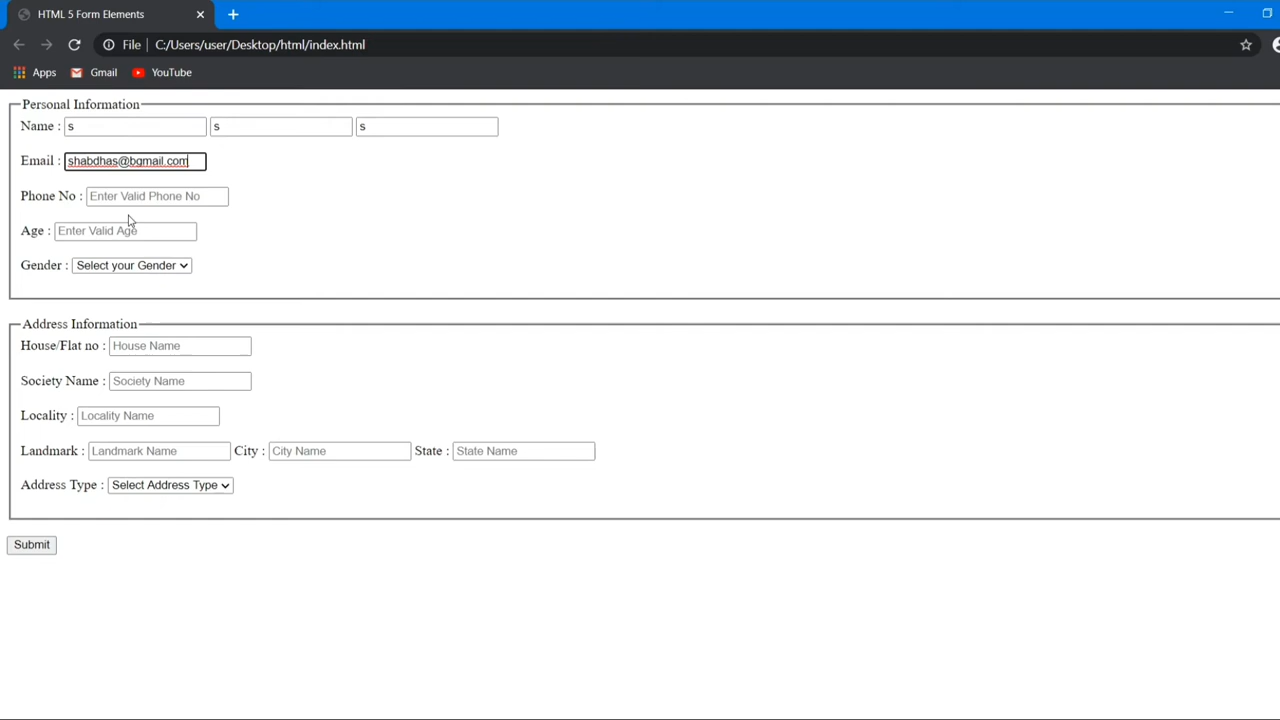 HTML 5 Form Elements
File C:/Users/user/Desktop/html/index.html
Apps Gmail YouTube
Personal Information
Name : s s s
Email : shabdhas@bgmail.com
Phone No : Enter Valid Phone No
Age : Enter Valid Age
Gender : Select your Gender
Address Information
House/Flat no : House Name
Society Name : Society Name
Locality : Locality Name
Landmark : Landmark Name City : City Name State : State Name
Address Type : Select Address Type
Submit